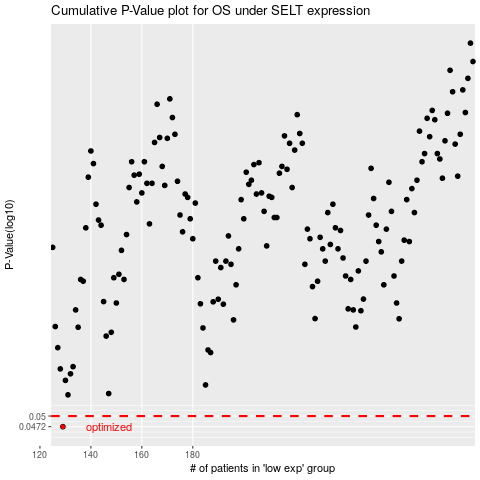 Cumulative P-Value plot for OS under SELT expression
P-Value(log10)
0.05
0.0472
optimized
120 140 160 180
# of patients in 'low exp' group